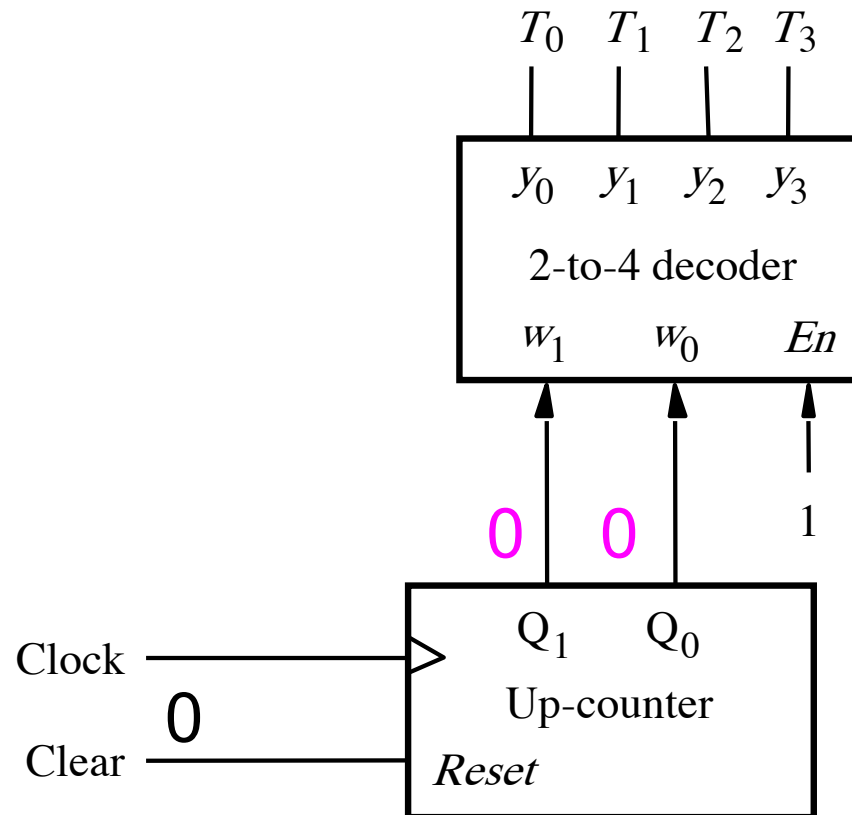 T0 T1 T2 T3
y0 y1 y2 y3
2-to-4 decoder
w1 w0 En
0 0 1
Q1 Q0
Clock
Up-counter
0
Clear
Reset